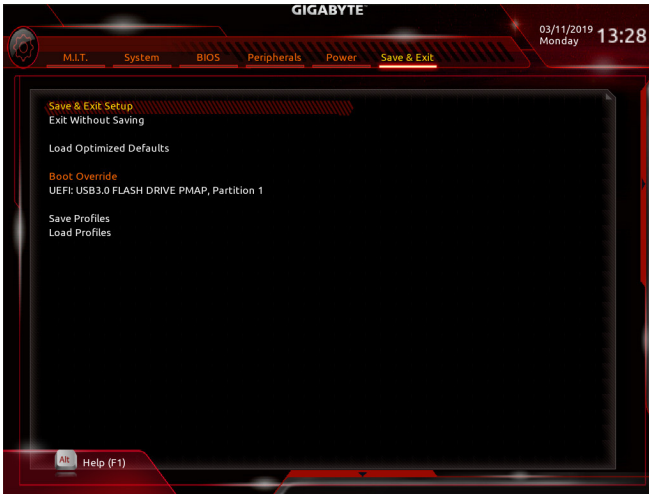 GIGABYTE
03/11/2019 13:28
Monday
M.I.T. System BIOS Peripherals Power Save & Exit
Save & Exit Setup
Exit Without Saving
Load Optimized Defaults
Boot Override
UEFI: USB3.0 FLASH DRIVE PMAP, Partition 1
Save Profiles
Load Profiles
Alt Help (F1)